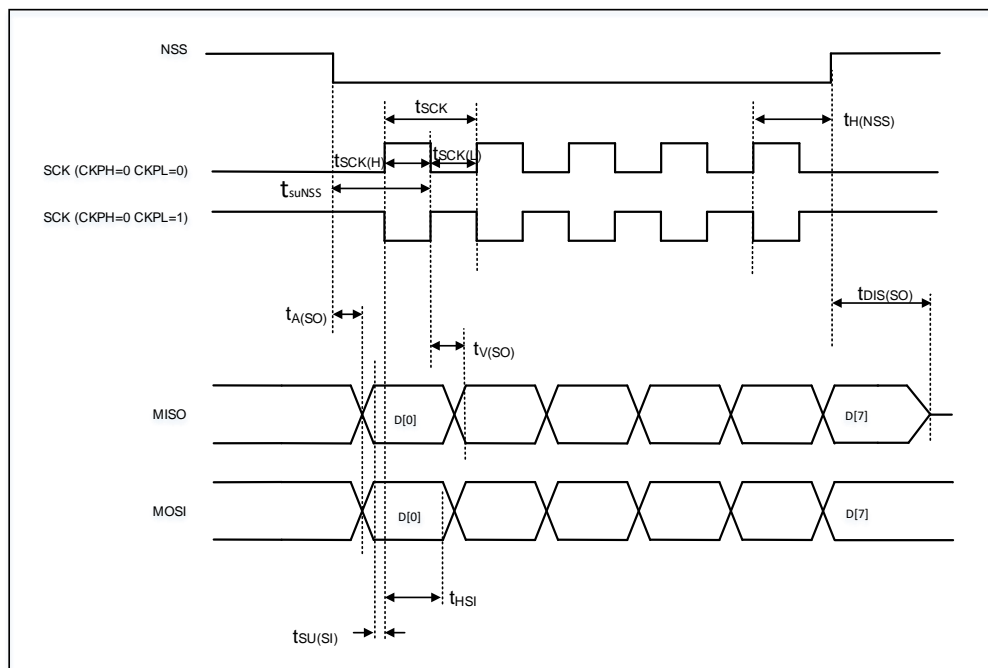 NSS
tSCK
tH(NSS)
tSCK(H)
tSCK(L)
SCK (CKPH=0 CKPL=0)
tsuNSS
SCK (CKPH=0 CKPL=1)
tDIS(SO)
tA(SO)
tV(SO)
MISO
D[0]
D[7]
MOSI
D[0]
D[7]
tHSI
tSU(SI)